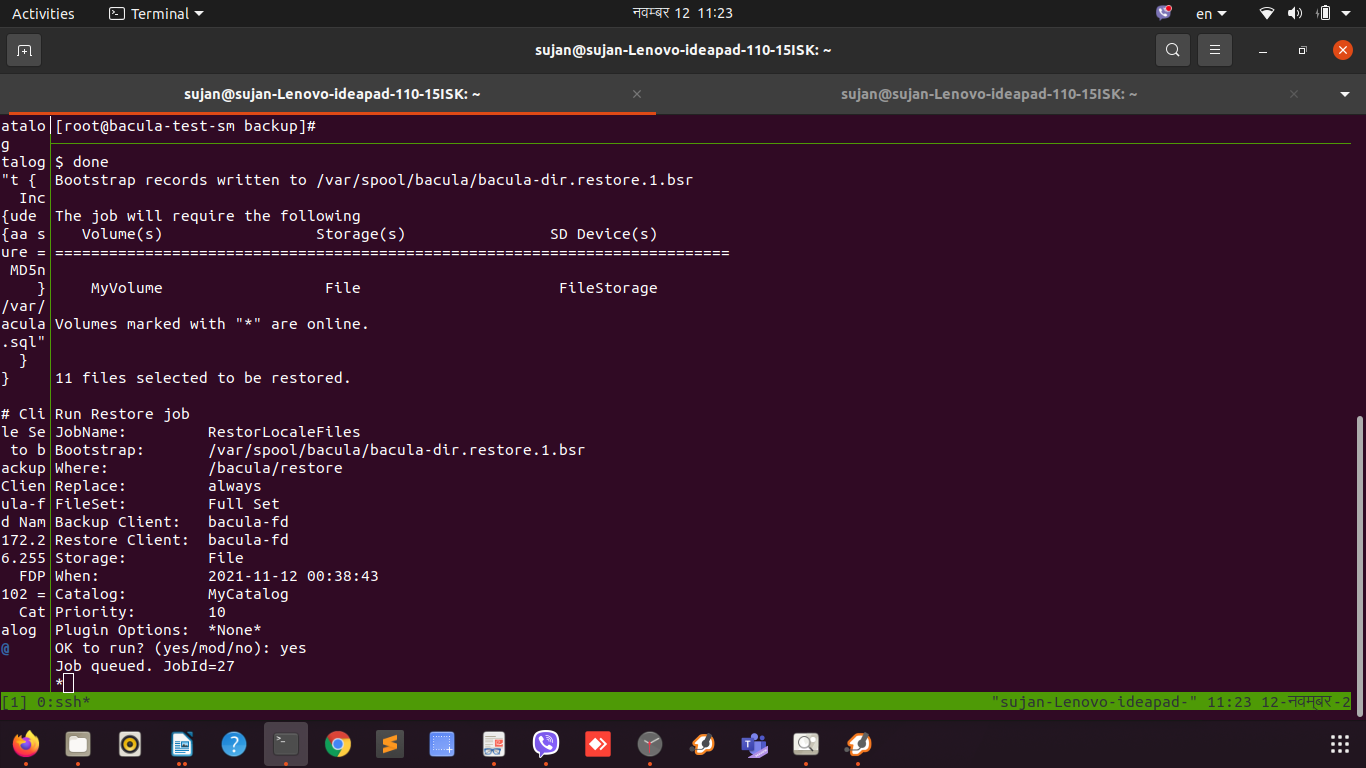 Activities
Terminal
नवम्बर 12 11:23
en
sujan@sujan-Lenovo-ideapad-110-15ISK: ~
sujan@sujan-Lenovo-ideapad-110-15ISK: ~
sujan@sujan-Lenovo-ideapad-110-15ISK: ~
atalo
g
talog
"t {
Inc
{ude
{aa s
ure =
MD5n
}
/var/
acula
.sql"
}
}
# Cli
le Se
to b
ackup
Clien
ula-f
d Nam
172.2
6.255
FDP
102 =
Cat
alog
@
[root@bacula-test-sm backup]#
$ done
Bootstrap records written to /var/spool/bacula/bacula-dir.restore.1.bsr
The job will require the following
Volume(s) Storage(s) SD Device(s)
===========================================================================
MyVolume File FileStorage
Volumes marked with "*" are online.
11 files selected to be restored.
Run Restore job
JobName: RestorLocaleFiles
Bootstrap: /var/spool/bacula/bacula-dir.restore.1.bsr
Where: /bacula/restore
Replace: always
FileSet: Full Set
Backup Client: bacula-fd
Restore Client: bacula-fd
Storage: File
When: 2021-11-12 00:38:43
Catalog: MyCatalog
Priority: 10
Plugin Options: *None*
OK to run? (yes/mod/no): yes
Job queued. JobId=27
*
[1] 0:ssh* "sujan-Lenovo-ideapad-" 11:23 12-नवम्बर-2